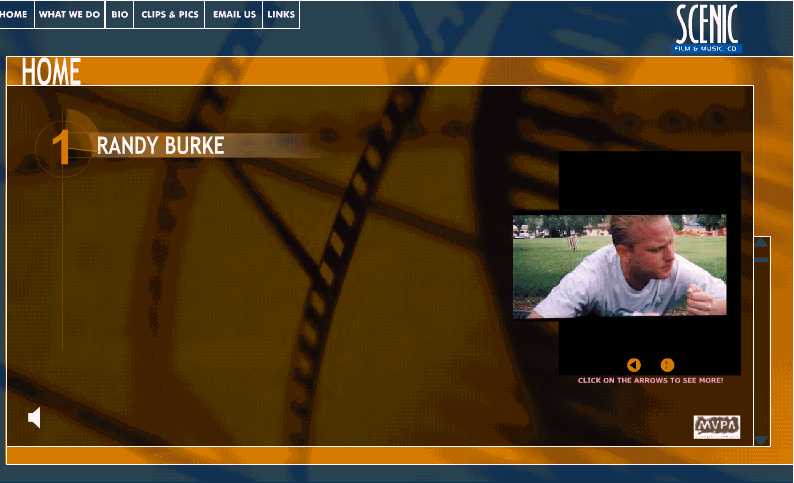 HOME
WHAT WE DO
BIO
CLIPS & PICS
EMAIL US
LINKS
SCENIC
FILM & MUSIC, CO.
HOME
1
RANDY BURKE
CLICK ON THE ARROWS TO SEE MORE!
MVPA